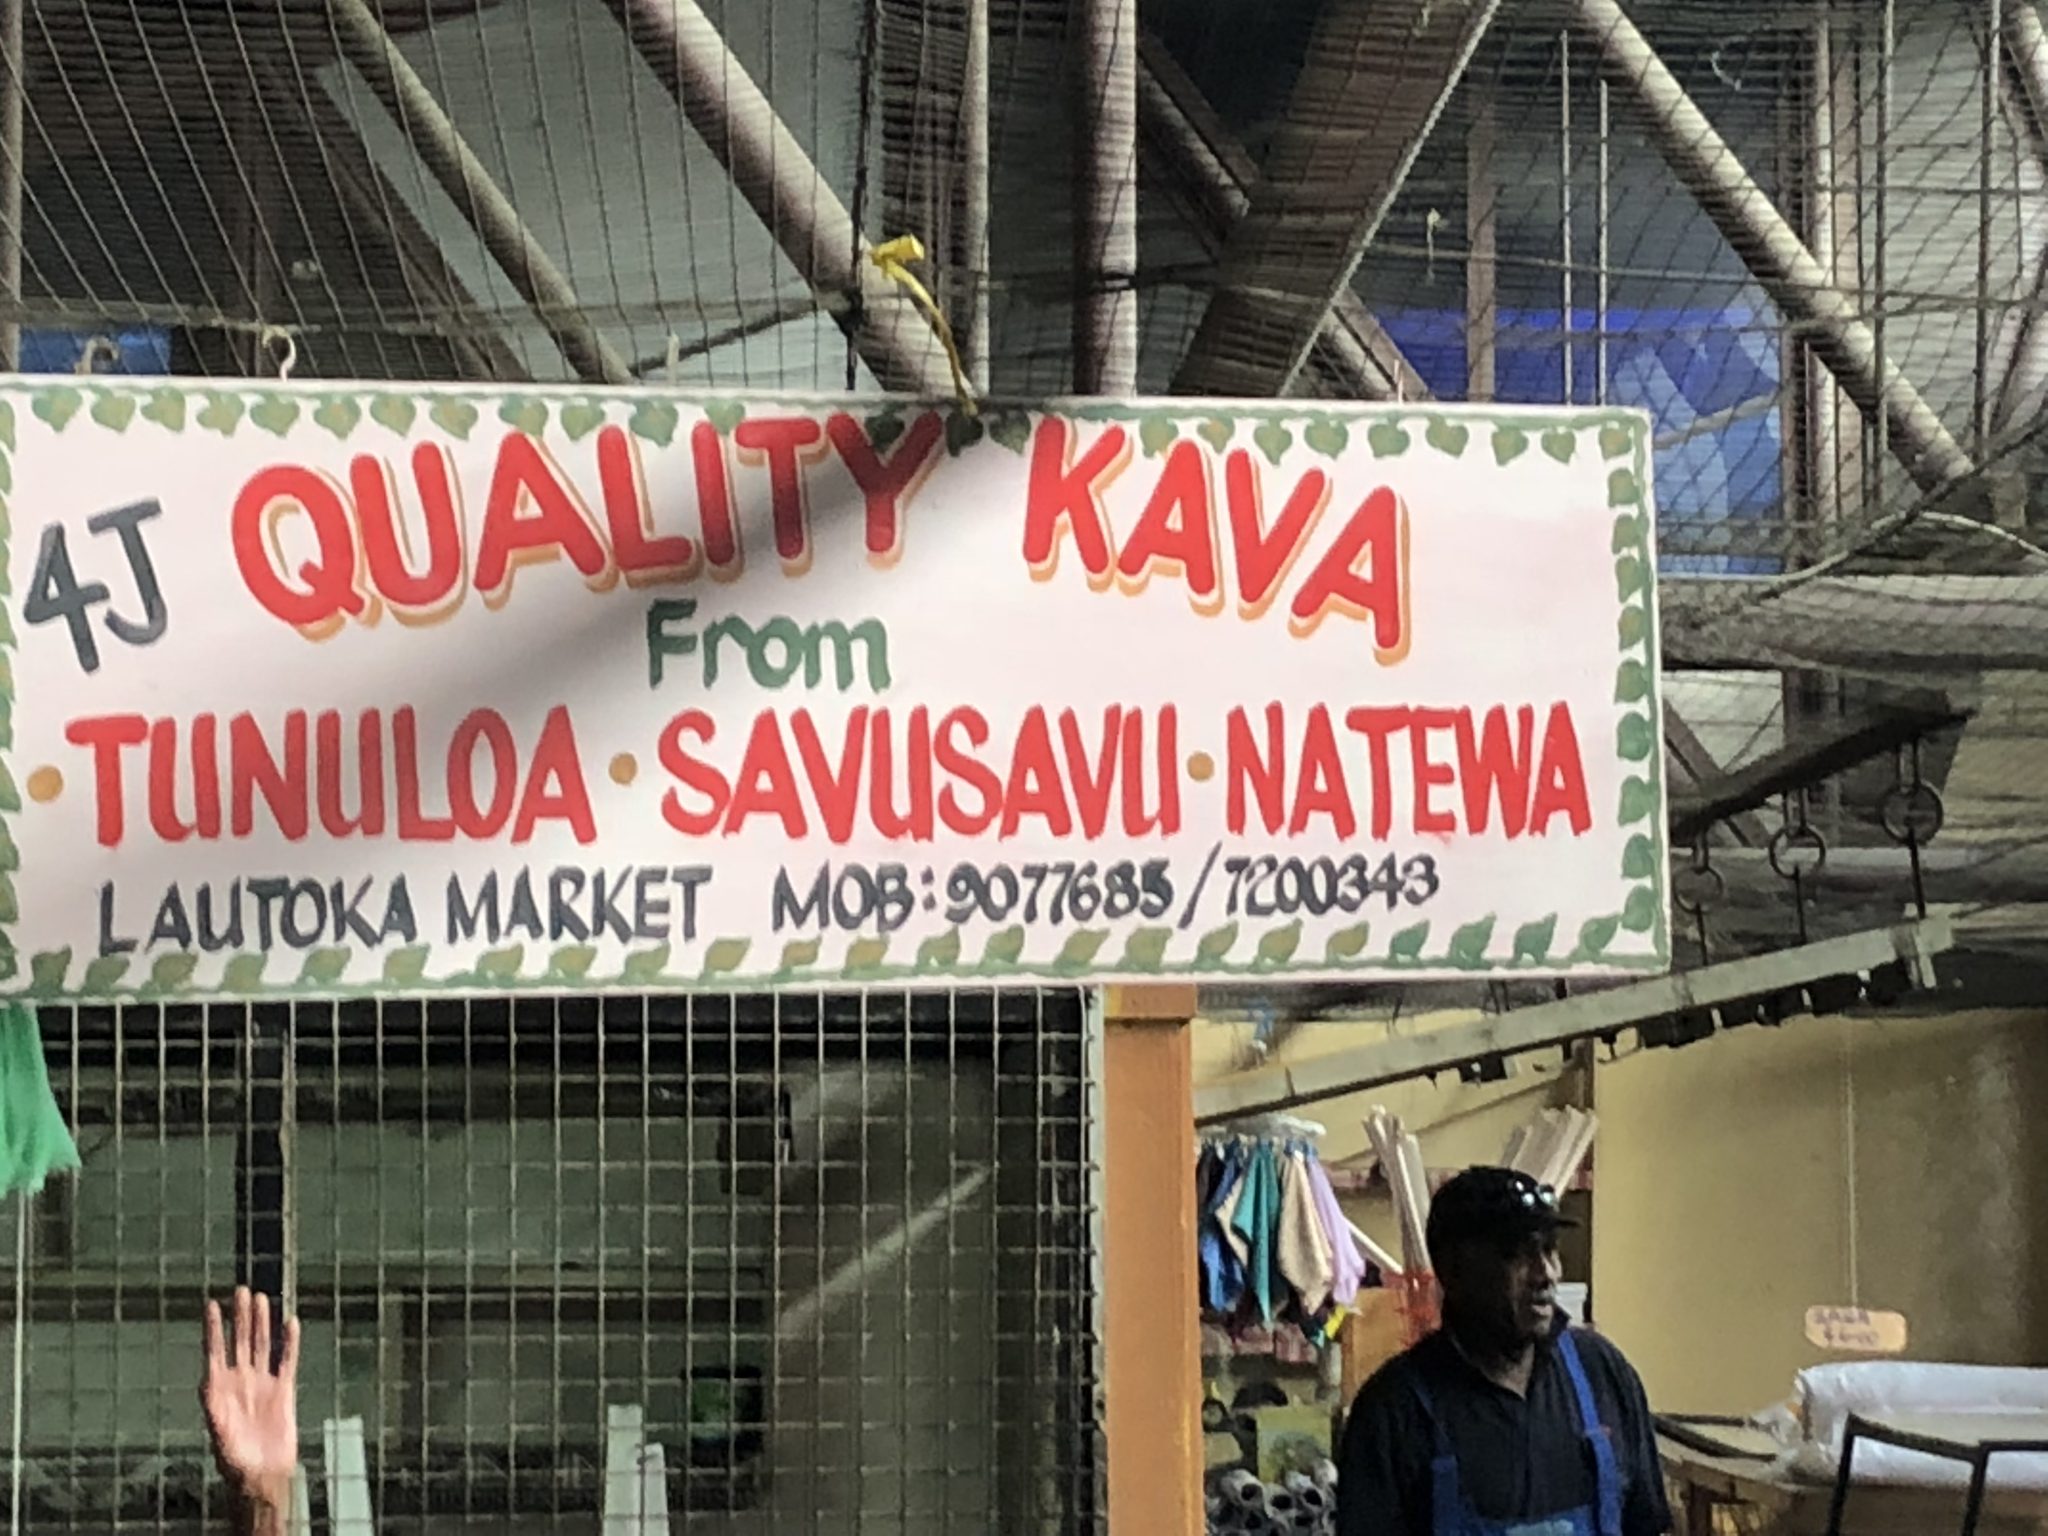 4J QUALITY KAVA
From
• TUNULOA • SAVUSAVU • NATEWA
LAUTOKA MARKET MOB: 9077685 / 7200343